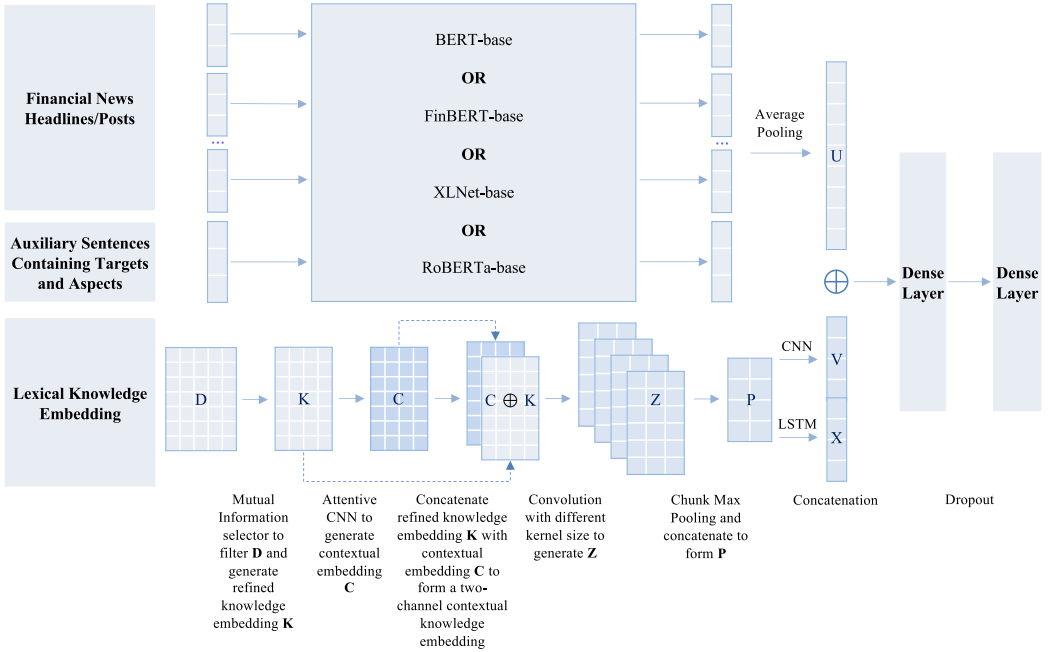 Financial News
Headlines/Posts
...
BERT-base
OR
FinBERT-base
OR
XLNet-base
OR
RoBERTa-base
...
Average
Pooling
U
Auxiliary Sentences
Containing Targets
and Aspects
Dense
Layer
Dense
Layer
Lexical Knowledge
Embedding
D
K
C
C ⊕ K
Z
P
CNN
LSTM
V
X
Mutual
Information
selector to
filter D and
generate
refined
knowledge
embedding K
Attentive
CNN to
generate
contextual
embedding
C
Concatenate
refined knowledge
embedding K with
contextual
embedding C to
form a two-
channel contextual
knowledge
embedding
Convolution
with different
kernel size to
generate Z
Chunk Max
Pooling and
concatenate to
form P
Concatenation
Dropout